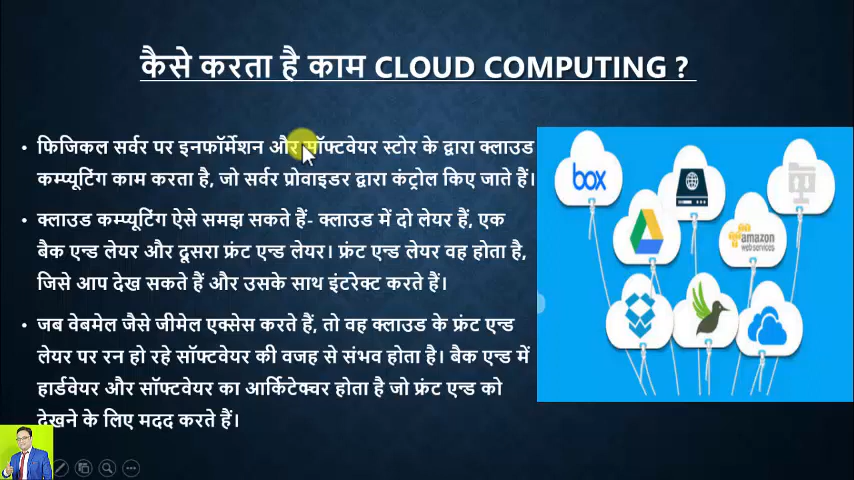 कैसे करता है काम CLOUD COMPUTING ?
• फिजिकल सर्वर पर इनफॉर्मेशन और सॉफ्टवेयर स्टोर के द्वारा क्लाउड
कम्प्यूटिंग काम करता है, जो सर्वर प्रोवाइडर द्वारा कंट्रोल किए जाते हैं।
• क्लाउड कम्प्यूटिंग ऐसे समझ सकते हैं- क्लाउड में दो लेयर हैं, एक
बैक एन्ड लेयर और दूसरा फ्रंट एन्ड लेयर। फ्रंट एन्ड लेयर वह होता है,
जिसे आप देख सकते हैं और उसके साथ इंटरेक्ट करते हैं।
• जब वेबमेल जैसे जीमेल एक्सेस करते हैं, तो वह क्लाउड के फ्रंट एन्ड
लेयर पर रन हो रहे सॉफ्टवेयर की वजह से संभव होता है। बैक एन्ड में
हार्डवेयर और सॉफ्टवेयर का आर्किटेक्चर होता है जो फ्रंट एन्ड को
देखने के लिए मदद करते हैं।
box
amazon
webservices